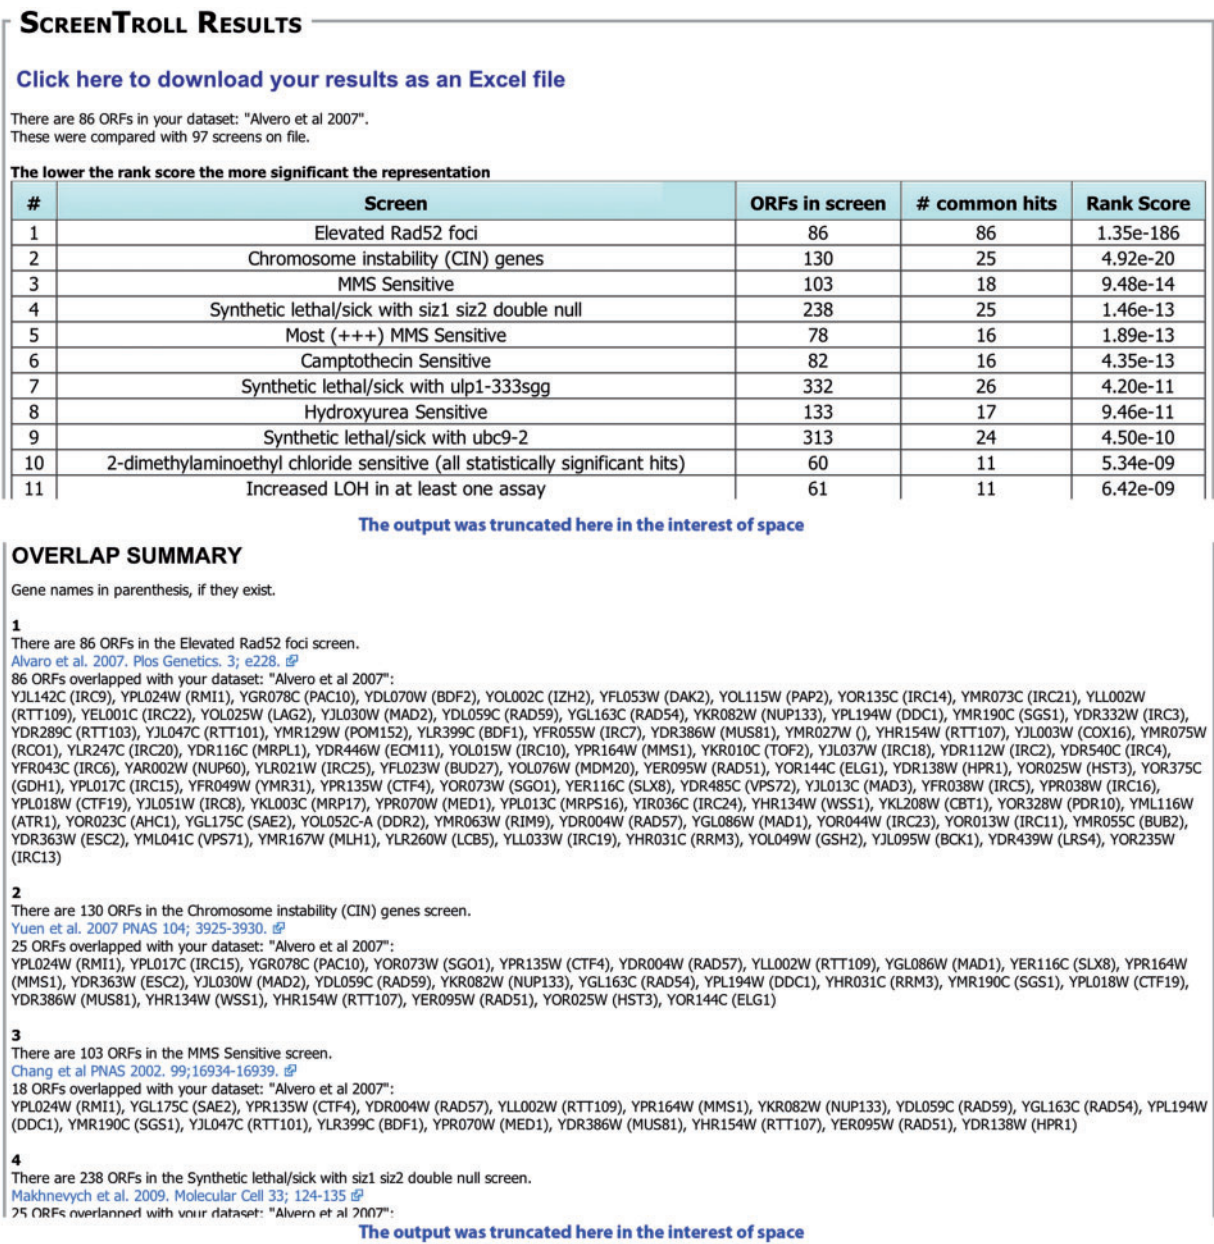 SCREENTROLL RESULTS
Click here to download your results as an Excel file
There are 86 ORFs in your dataset: "Alvero et al 2007".
These were compared with 97 screens on file.
The lower the rank score the more significant the representation
# Screen ORFs in screen # common hits Rank Score
1 Elevated Rad52 foci 86 86 1.35e-186
2 Chromosome instability (CIN) genes 130 25 4.92e-20
3 MMS Sensitive 103 18 9.48e-14
4 Synthetic lethal/sick with siz1 siz2 double null 238 25 1.46e-13
5 Most (+++) MMS Sensitive 78 16 1.89e-13
6 Camptothecin Sensitive 82 16 4.35e-13
7 Synthetic lethal/sick with ulp1-333sgg 332 26 4.20e-11
8 Hydroxyurea Sensitive 133 17 9.46e-11
9 Synthetic lethal/sick with ubc9-2 313 24 4.50e-10
10 2-dimethylaminoethyl chloride sensitive (all statistically significant hits) 60 11 5.34e-09
11 Increased LOH in at least one assay 61 11 6.42e-09
The output was truncated here in the interest of space
OVERLAP SUMMARY
Gene names in parenthesis, if they exist.
1
There are 86 ORFs in the Elevated Rad52 foci screen.
Alvaro et al. 2007. Plos Genetics. 3; e228.
86 ORFs overlapped with your dataset: "Alvero et al 2007":
YJL142C (IRC9), YPL024W (RMI1), YGR078C (PAC10), YDL070W (BDF2), YOL002C (IZH2), YFL053W (DAK2), YOL115W (PAP2), YOR135C (IRC14), YMR073C (IRC21), YLL002W
(RTT109), YEL001C (IRC22), YOL025W (LAG2), YJL030W (MAD2), YDL059C (RAD59), YGL163C (RAD54), YKR082W (NUP133), YPL194W (DDC1), YMR190C (SGS1), YDR332W (IRC3),
YDR289C (RTT103), YJL047C (RTT101), YMR129W (POM152), YLR399C (BDF1), YFR055W (IRC7), YDR386W (MUS81), YMR027W (), YHR154W (RTT107), YJL003W (COX16), YMR075W
(RCO1), YLR247C (IRC20), YDR116C (MRPL1), YDR446W (ECM11), YOL015W (IRC10), YPR164W (MMS1), YKR010C (TOF2), YJL037W (IRC18), YDR112W (IRC2), YDR540C (IRC4),
YFR043C (IRC6), YAR002W (NUP60), YLR021W (IRC25), YFL023W (BUD27), YOL076W (MDM20), YER095W (RAD51), YOR144C (ELG1), YDR138W (HPR1), YOR025W (HST3), YOR375C
(GDH1), YPL017C (IRC15), YFR049W (YMR31), YPR135W (CTF4), YOR073W (SGO1), YER116C (SLX8), YDR485C (VPS72), YJL013C (MAD3), YFR038W (IRC5), YPR038W (IRC16),
YPL018W (CTF19), YJL051W (IRC8), YKL003C (MRP17), YPR070W (MED1), YPL013C (MRPS16), YIR036C (IRC24), YHR134W (WSS1), YKL208W (CBT1), YOR328W (PDR10), YML116W
(ATR1), YOR023C (AHC1), YGL175C (SAE2), YOL052C-A (DDR2), YMR063W (RIM9), YDR004W (RAD57), YGL086W (MAD1), YOR044W (IRC23), YOR013W (IRC11), YMR055C (BUB2),
YDR363W (ESC2), YML041C (VPS71), YMR167W (MLH1), YLR260W (LCB5), YLL033W (IRC19), YHR031C (RRM3), YOL049W (GSH2), YJL095W (BCK1), YDR439W (LRS4), YOR235W
(IRC13)
2
There are 130 ORFs in the Chromosome instability (CIN) genes screen.
Yuen et al. 2007 PNAS 104; 3925-3930.
25 ORFs overlapped with your dataset: "Alvero et al 2007":
YPL024W (RMI1), YPL017C (IRC15), YGR078C (PAC10), YOR073W (SGO1), YPR135W (CTF4), YDR004W (RAD57), YLL002W (RTT109), YGL086W (MAD1), YER116C (SLX8), YPR164W
(MMS1), YDR363W (ESC2), YJL030W (MAD2), YDL059C (RAD59), YKR082W (NUP133), YGL163C (RAD54), YPL194W (DDC1), YHR031C (RRM3), YMR190C (SGS1), YPL018W (CTF19),
YDR386W (MUS81), YHR134W (WSS1), YHR154W (RTT107), YER095W (RAD51), YOR025W (HST3), YOR144C (ELG1)
3
There are 103 ORFs in the MMS Sensitive screen.
Chang et al PNAS 2002. 99;16934-16939.
18 ORFs overlapped with your dataset: "Alvero et al 2007":
YPL024W (RMI1), YGL175C (SAE2), YPR135W (CTF4), YDR004W (RAD57), YLL002W (RTT109), YPR164W (MMS1), YKR082W (NUP133), YDL059C (RAD59), YGL163C (RAD54), YPL194W
(DDC1), YMR190C (SGS1), YJL047C (RTT101), YLR399C (BDF1), YPR070W (MED1), YDR386W (MUS81), YHR154W (RTT107), YER095W (RAD51), YDR138W (HPR1)
4
There are 238 ORFs in the Synthetic lethal/sick with siz1 siz2 double null screen.
Makhnevych et al. 2009. Molecular Cell 33; 124-135
25 ORFs overlapped with your dataset: "Alvero et al 2007":
The output was truncated here in the interest of space